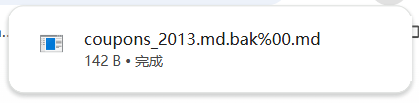 coupons_2013.md.bak%00.md
142 B • 完成